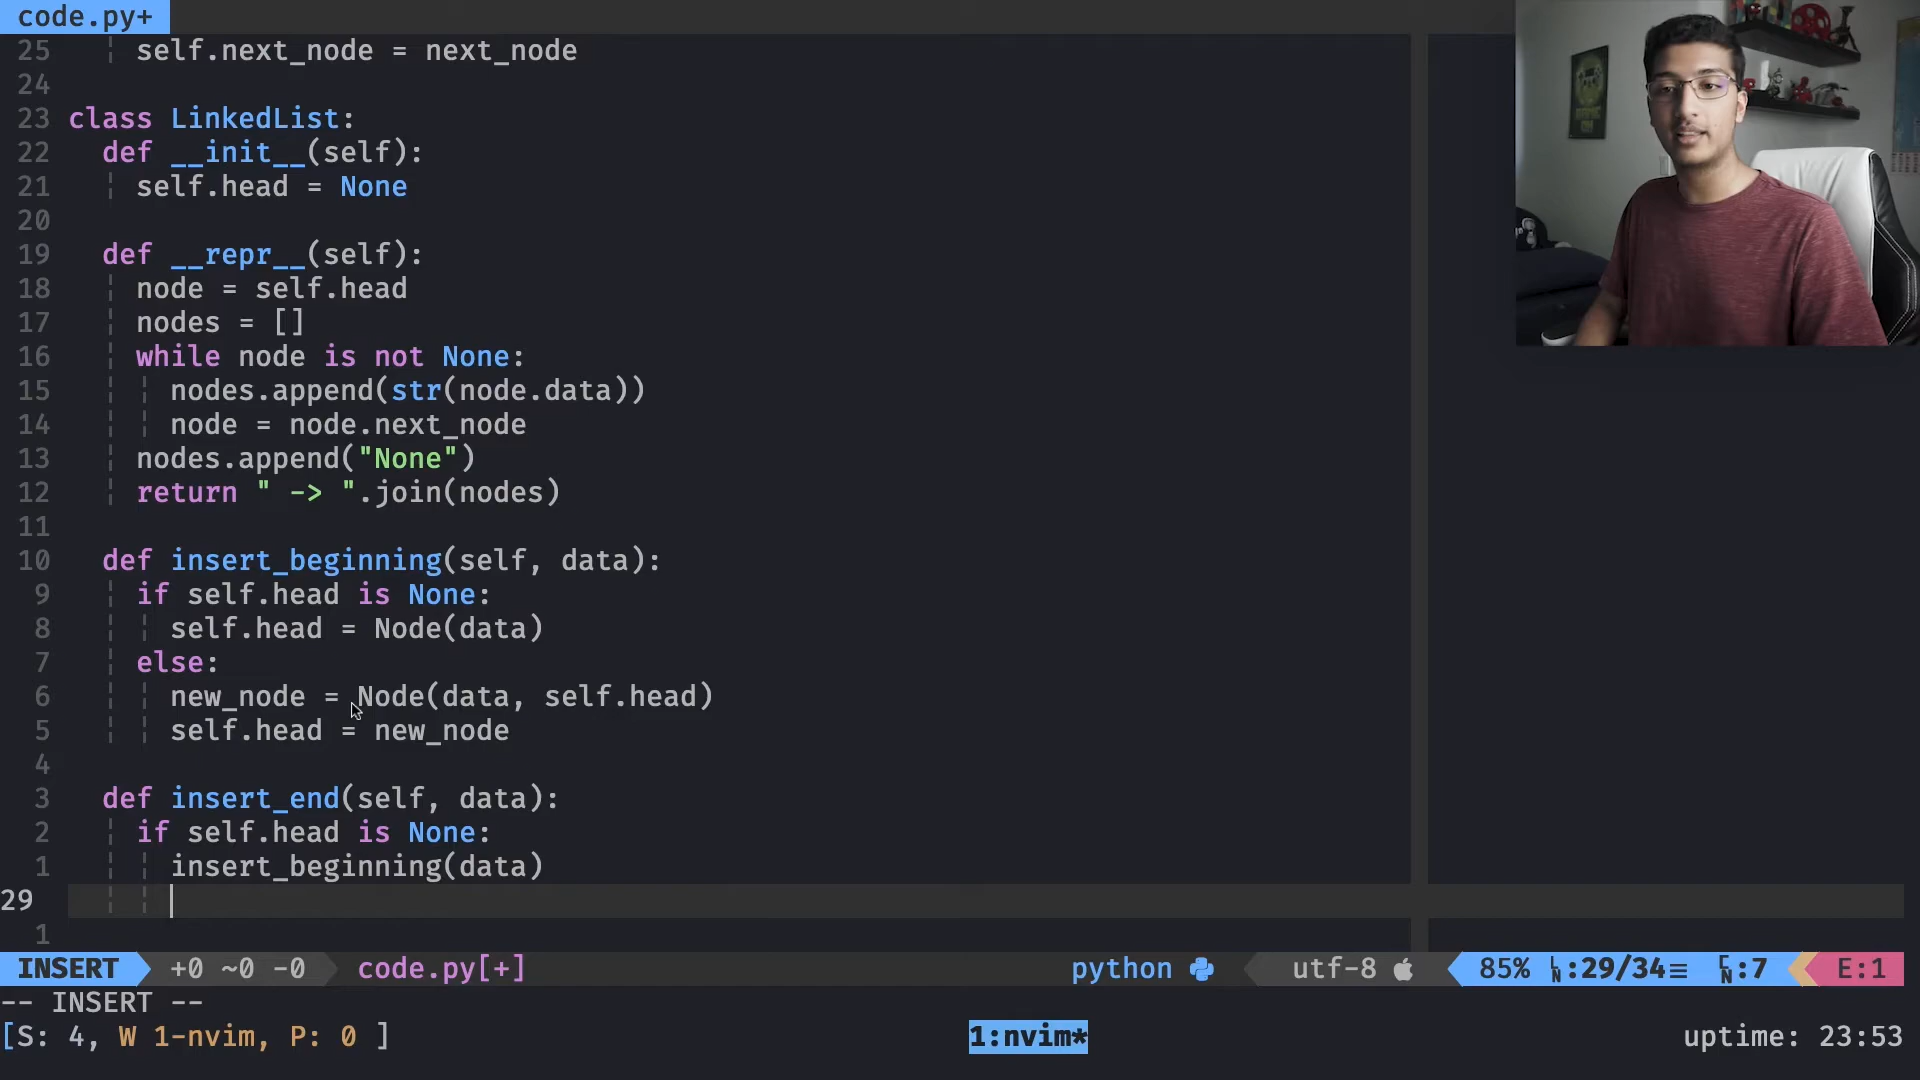 code.py+
25 self.next_node = next_node
24
23 class LinkedList:
22 def __init__(self):
21 self.head = None
20
19 def __repr__(self):
18 node = self.head
17 nodes = []
16 while node is not None:
15 nodes.append(str(node.data))
14 node = node.next_node
13 nodes.append("None")
12 return " -> ".join(nodes)
11
10 def insert_beginning(self, data):
9 if self.head is None:
8 self.head = Node(data)
7 else:
6 new_node = Node(data, self.head)
5 self.head = new_node
4
3 def insert_end(self, data):
2 if self.head is None:
1 insert_beginning(data)
29
1
INSERT +0 ~0 -0 code.py[+] python utf-8 85% LN:29/34≡ CN:7 E:1
-- INSERT --
[S: 4, W 1-nvim, P: 0 ] 1:nvim* uptime: 23:53